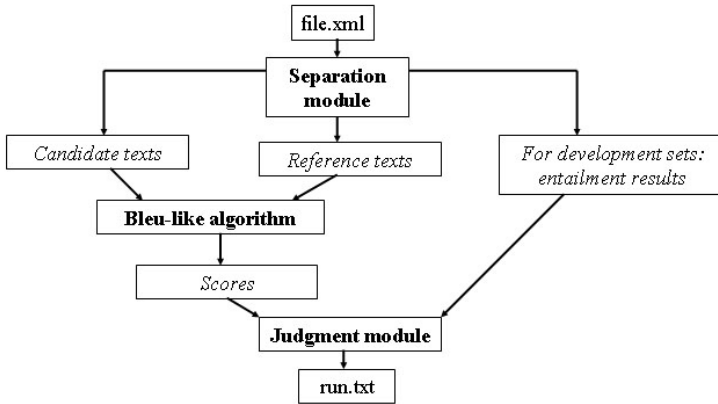 file.xml
Separation
module
Candidate texts
Reference texts
For development sets:
entailment results
Bleu-like algorithm
Scores
Judgment module
run.txt